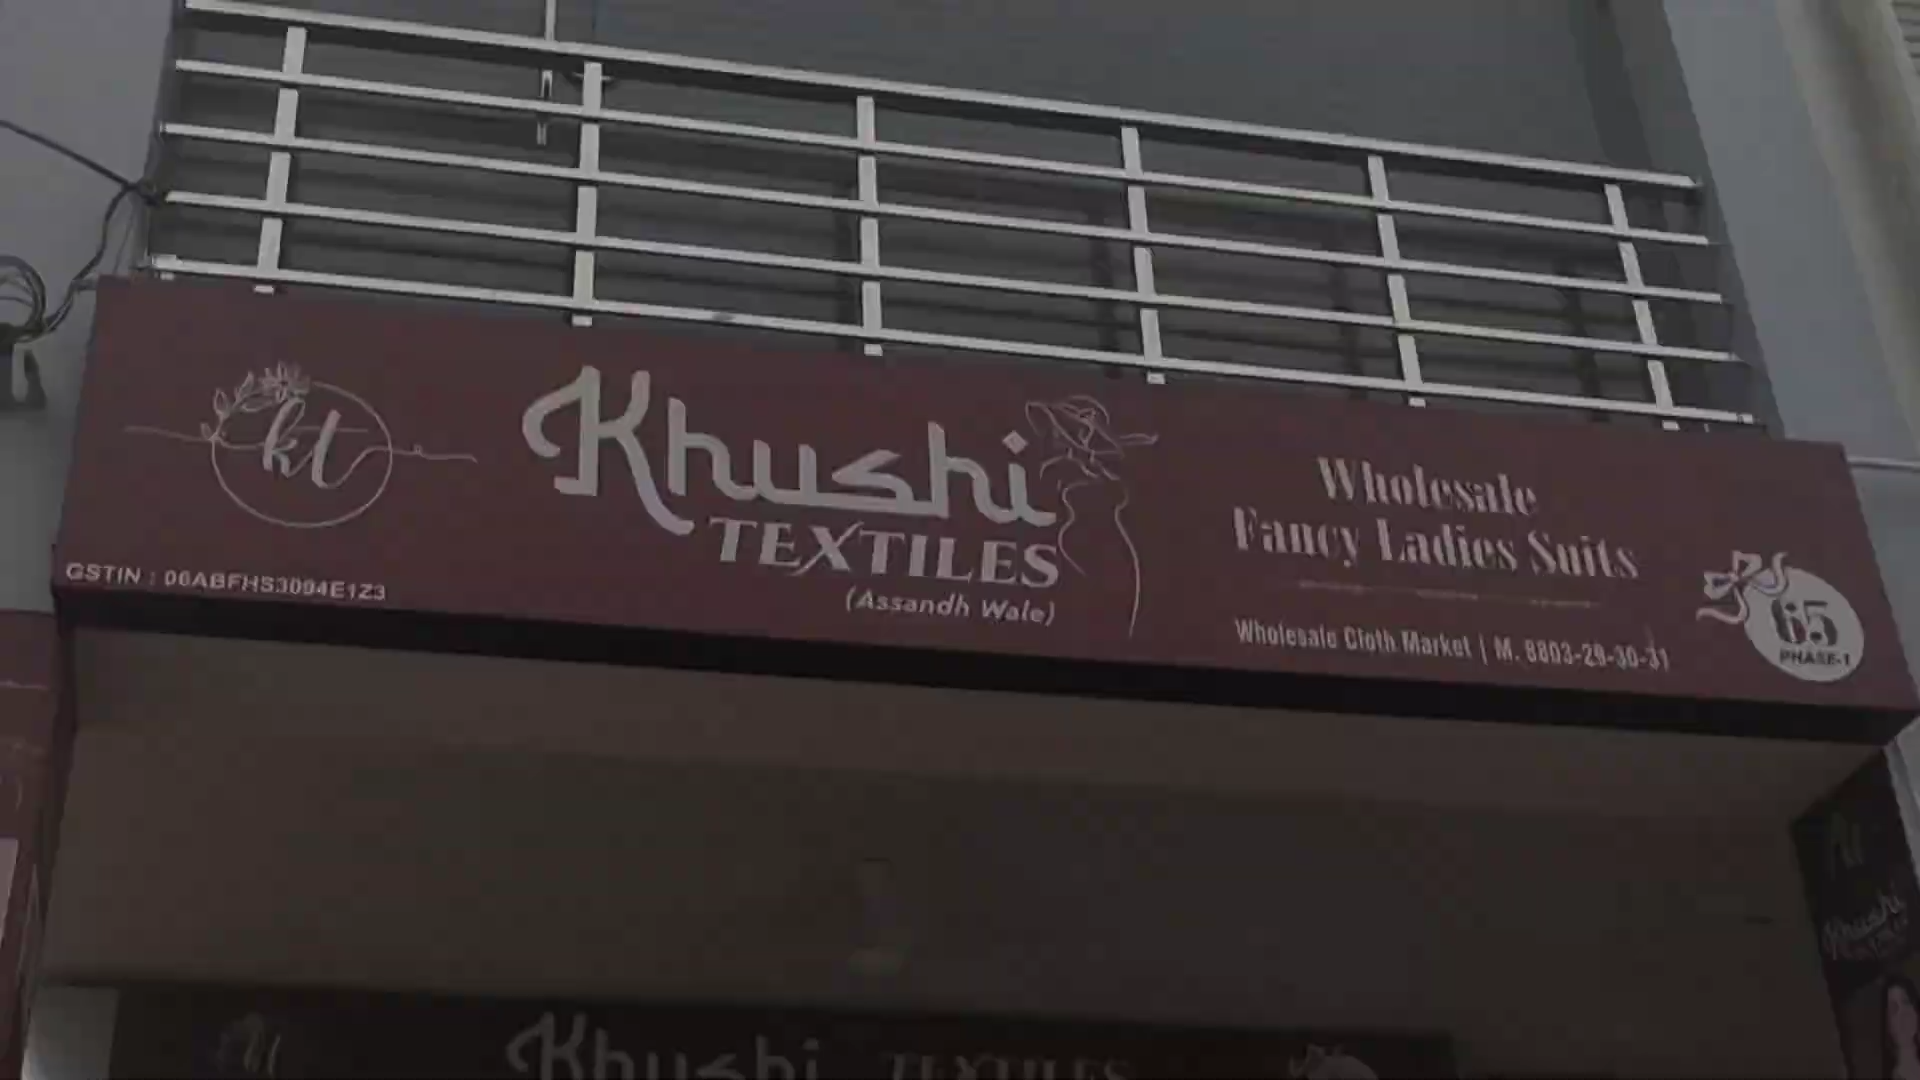 kt
Khushi
TEXTILES
(Assandh Wale)
GSTIN : 06ABFHS3094E1Z3
Wholesale
Fancy Ladies Suits
Wholesale Cloth Market | M. 8803-29-30-31
65
PHASE-1
Khushi
Khushi TEXTILES